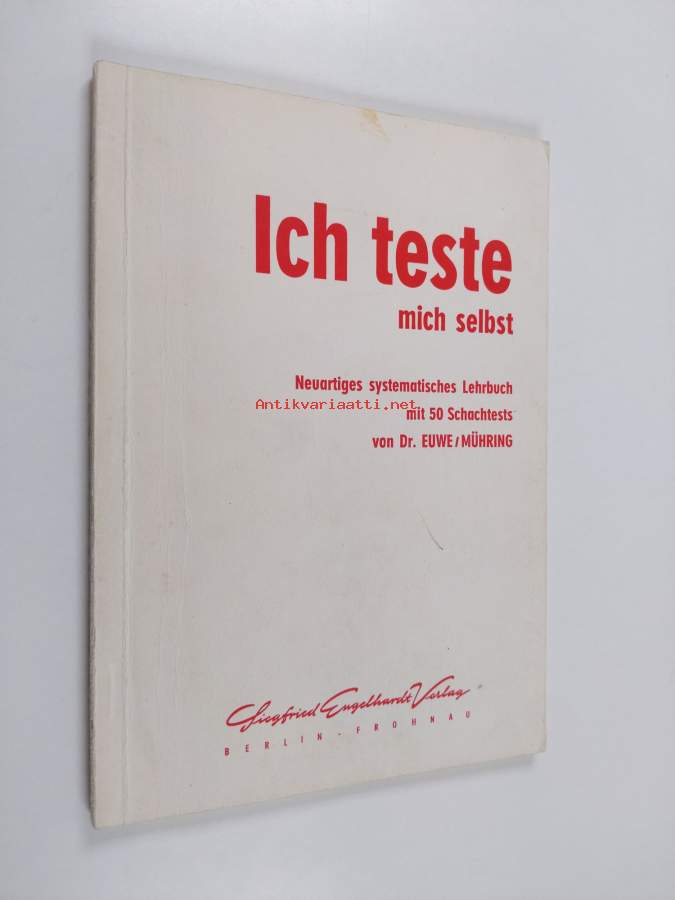 Ich teste
mich selbst
Neuartiges systematisches Lehrbuch
Antikvariaatti.net
mit 50 Schachtests
von Dr. EUWE/MÜHRING
Siegfried Engelhardt Verlag
BERLIN-FROHNAU